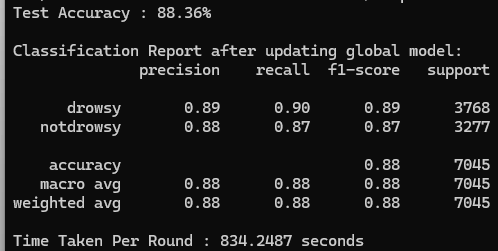 Test Accuracy : 88.36%
Classification Report after updating global model:
precision recall f1-score support
drowsy 0.89 0.90 0.89 3768
notdrowsy 0.88 0.87 0.87 3277
accuracy 0.88 7045
macro avg 0.88 0.88 0.88 7045
weighted avg 0.88 0.88 0.88 7045
Time Taken Per Round : 834.2487 seconds